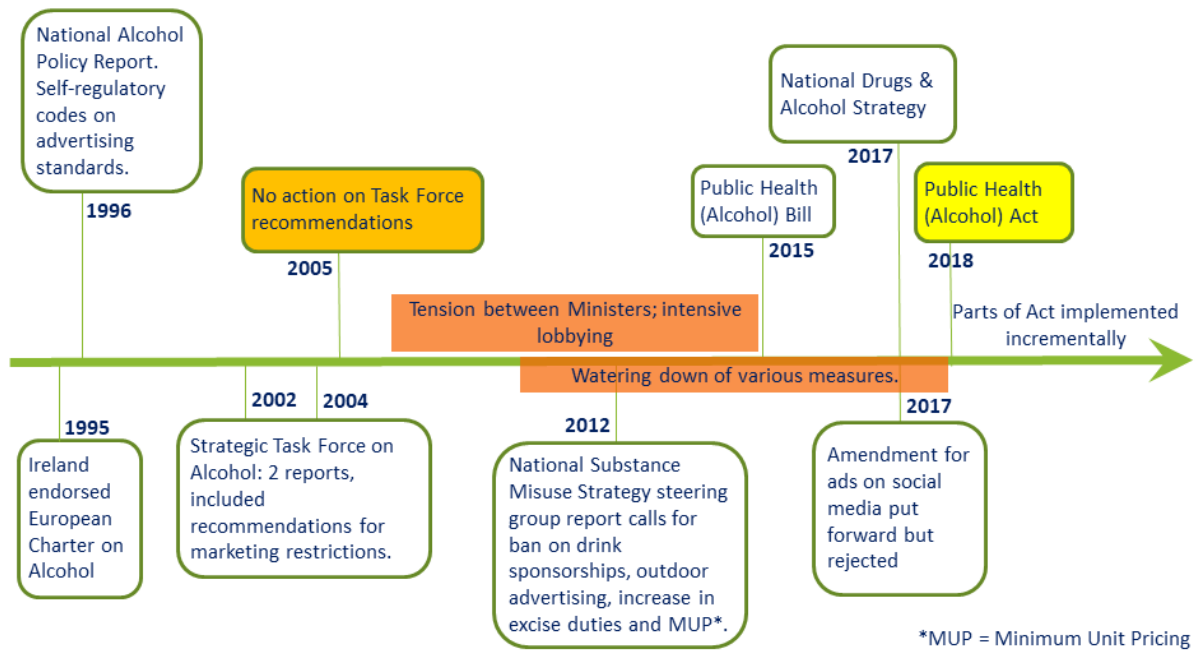 National Alcohol
Policy Report.
Self-regulatory
codes on
advertising
standards.
1996
No action on Task Force
recommendations
2005
Public Health
(Alcohol) Bill
2015
National Drugs &
Alcohol Strategy
2017
Public Health
(Alcohol) Act
2018
Tension between Ministers; intensive
lobbying
Parts of Act implemented
incrementally
Watering down of various measures.
1995
Ireland
endorsed
European
Charter on
Alcohol
2002
2004
Strategic Task Force on
Alcohol: 2 reports,
included
recommendations for
marketing restrictions.
2012
National Substance
Misuse Strategy steering
group report calls for
ban on drink
sponsorships, outdoor
advertising, increase in
excise duties and MUP*.
2017
Amendment for
ads on social
media put
forward but
rejected
*MUP = Minimum Unit Pricing